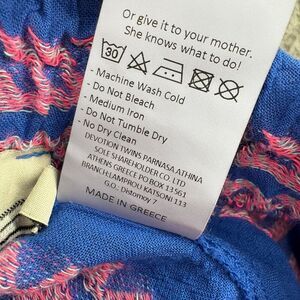 Or give it to your mother.
She knows what to do!
30
- Machine Wash Cold
- Do Not Bleach
- Medium Iron
- Do Not Tumble Dry
- No Dry Clean
DEVOTION TWINS PARNASA ATHINA
SOLE SHAREHOLDER CO. LTD
ATHENS GREECE PO BOX 13562
BRANCH:LAMPROU KATSONI 113
G.O., Distomoy 7
MADE IN GREECE